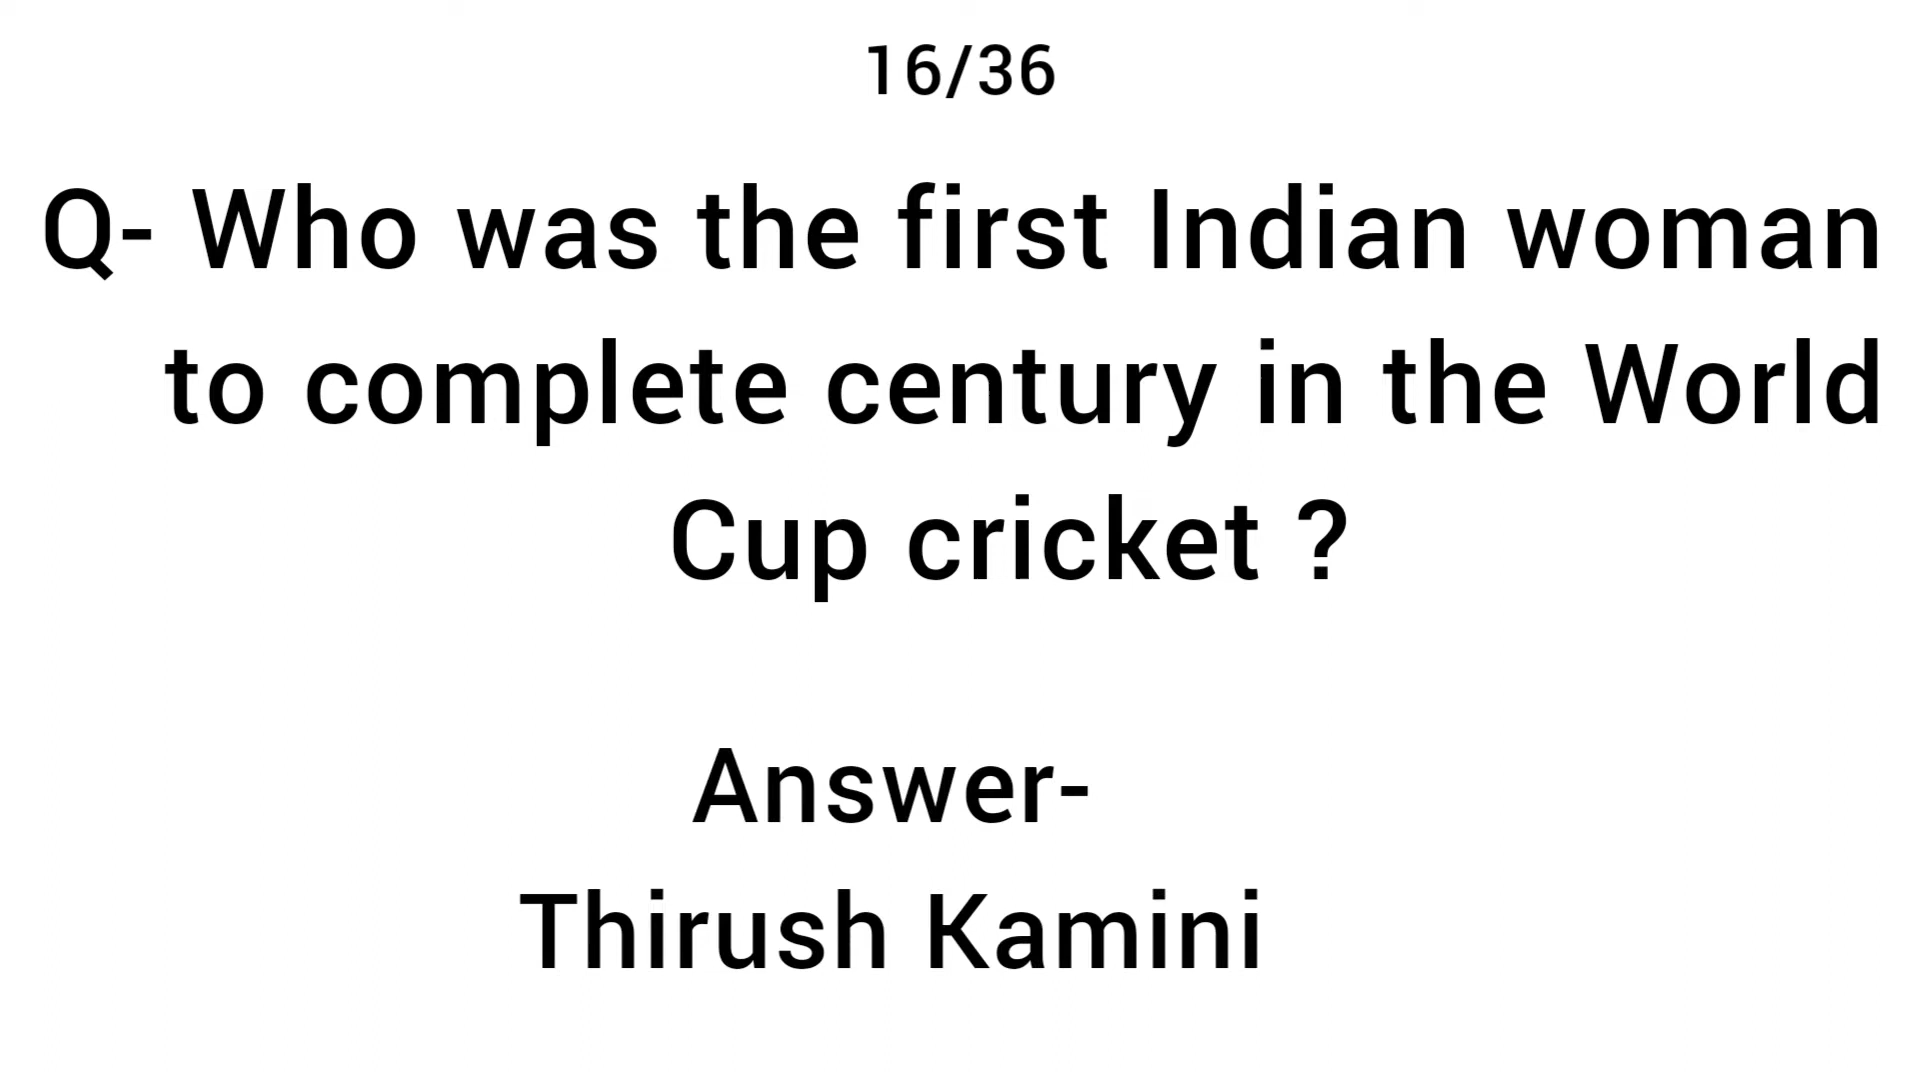 16/36
Q- Who was the first Indian woman
to complete century in the World
Cup cricket ?
Answer-
Thirush Kamini